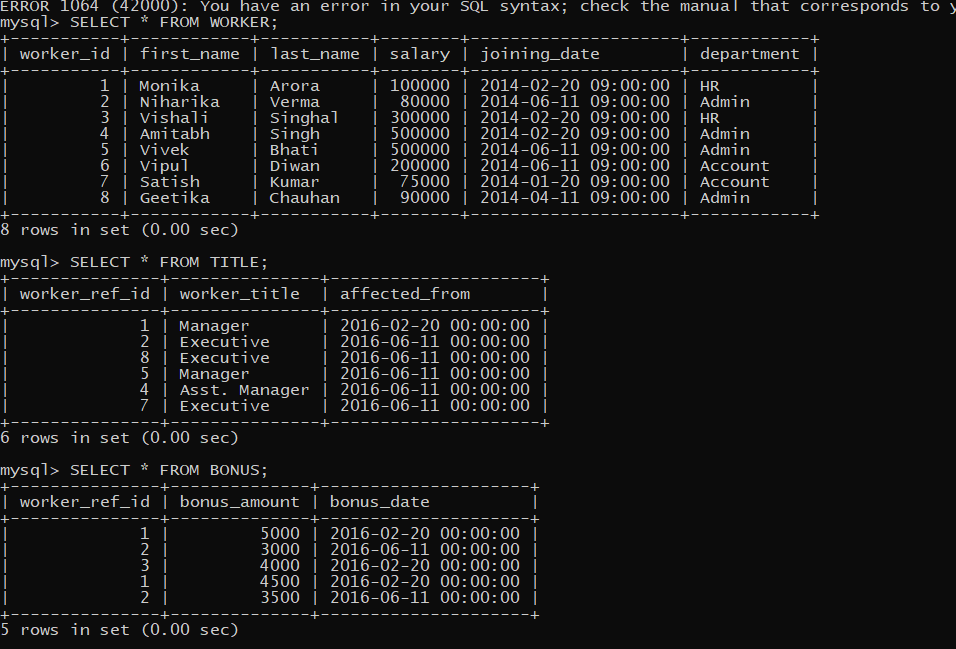 ERROR 1064 (42000): You have an error in your SQL syntax; check the manual that corresponds to y
mysql> SELECT * FROM WORKER;
+-----------+------------+-----------+--------+---------------------+------------+
| worker_id | first_name | last_name | salary | joining_date        | department |
+-----------+------------+-----------+--------+---------------------+------------+
|         1 | Monika     | Arora     | 100000 | 2014-02-20 09:00:00 | HR         |
|         2 | Niharika   | Verma     |  80000 | 2014-06-11 09:00:00 | Admin      |
|         3 | Vishali    | Singhal   | 300000 | 2014-02-20 09:00:00 | HR         |
|         4 | Amitabh    | Singh     | 500000 | 2014-02-20 09:00:00 | Admin      |
|         5 | Vivek      | Bhati     | 500000 | 2014-06-11 09:00:00 | Admin      |
|         6 | Vipul      | Diwan     | 200000 | 2014-06-11 09:00:00 | Account    |
|         7 | Satish     | Kumar     |  75000 | 2014-01-20 09:00:00 | Account    |
|         8 | Geetika    | Chauhan   |  90000 | 2014-04-11 09:00:00 | Admin      |
+-----------+------------+-----------+--------+---------------------+------------+
8 rows in set (0.00 sec)
mysql> SELECT * FROM TITLE;
+---------------+---------------+---------------------+
| worker_ref_id | worker_title  | affected_from       |
+---------------+---------------+---------------------+
|             1 | Manager       | 2016-02-20 00:00:00 |
|             2 | Executive     | 2016-06-11 00:00:00 |
|             8 | Executive     | 2016-06-11 00:00:00 |
|             5 | Manager       | 2016-06-11 00:00:00 |
|             4 | Asst. Manager | 2016-06-11 00:00:00 |
|             7 | Executive     | 2016-06-11 00:00:00 |
+---------------+---------------+---------------------+
6 rows in set (0.00 sec)
mysql> SELECT * FROM BONUS;
+---------------+--------------+---------------------+
| worker_ref_id | bonus_amount | bonus_date          |
+---------------+--------------+---------------------+
|             1 |         5000 | 2016-02-20 00:00:00 |
|             2 |         3000 | 2016-06-11 00:00:00 |
|             3 |         4000 | 2016-02-20 00:00:00 |
|             1 |         4500 | 2016-02-20 00:00:00 |
|             2 |         3500 | 2016-06-11 00:00:00 |
+---------------+--------------+---------------------+
5 rows in set (0.00 sec)